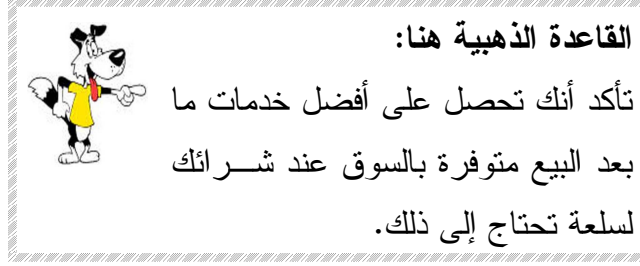 القاعدة الذهبية هنا:
تأكد أنك تحصل على أفضل خدمات ما
بعد البيع متوفرة بالسوق عند شـــرائك
لسلعة تحتاج إلى ذلك.